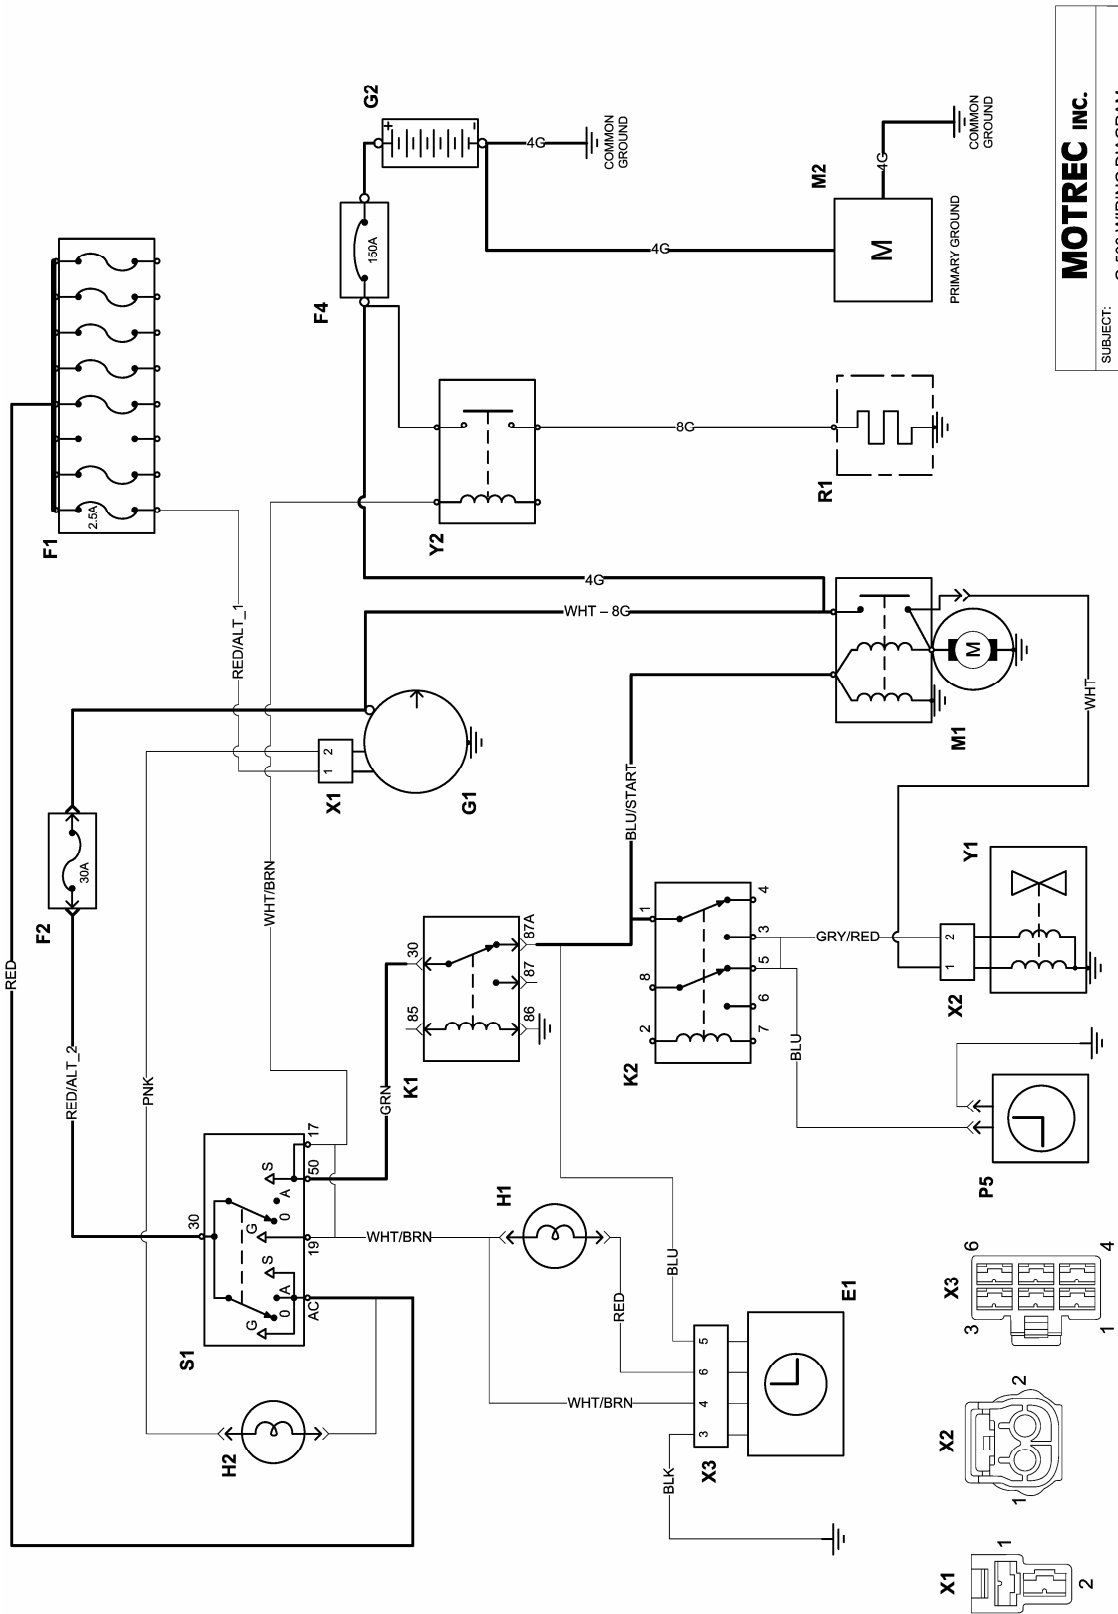 G2
+
-
4G
COMMON
GROUND
MOTREC INC.
SUBJECT:
4G
COMMON
GROUND
M2
M
PRIMARY GROUND
4G
F4
150A
F1
2.5A
Y2
8G
R1
4G
WHT – 8G
RED/ALT_1
M
M1
WHT
X1
1
2
G1
F2
30A
WHT/BRN
BLU/START
RED
RED/ALT_2
PNK
GRN
K1
30
85
87A
87
86
K2
1
8
2
4
3
5
6
7
GRY/RED
BLU
Y1
X2
1
2
P5
S1
30
17
50
19
AC
S
A
0
G
S
A
0
G
WHT/BRN
H1
RED
BLU
H2
WHT/BRN
BLK
E1
X3
5
6
4
3
X3
6
4
3
1
X2
2
1
X1
1
2